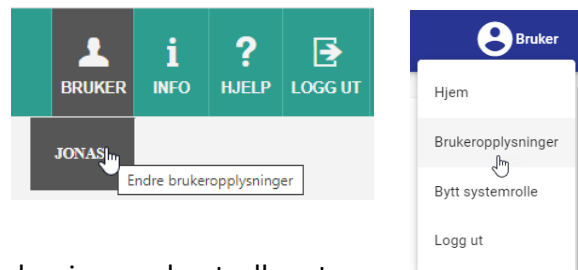 BRUKER INFO HJELP LOGG UT
JONAS
Endre brukeropplysninger
Bruker
Hjem
Brukeropplysninger
Bytt systemrolle
Logg ut